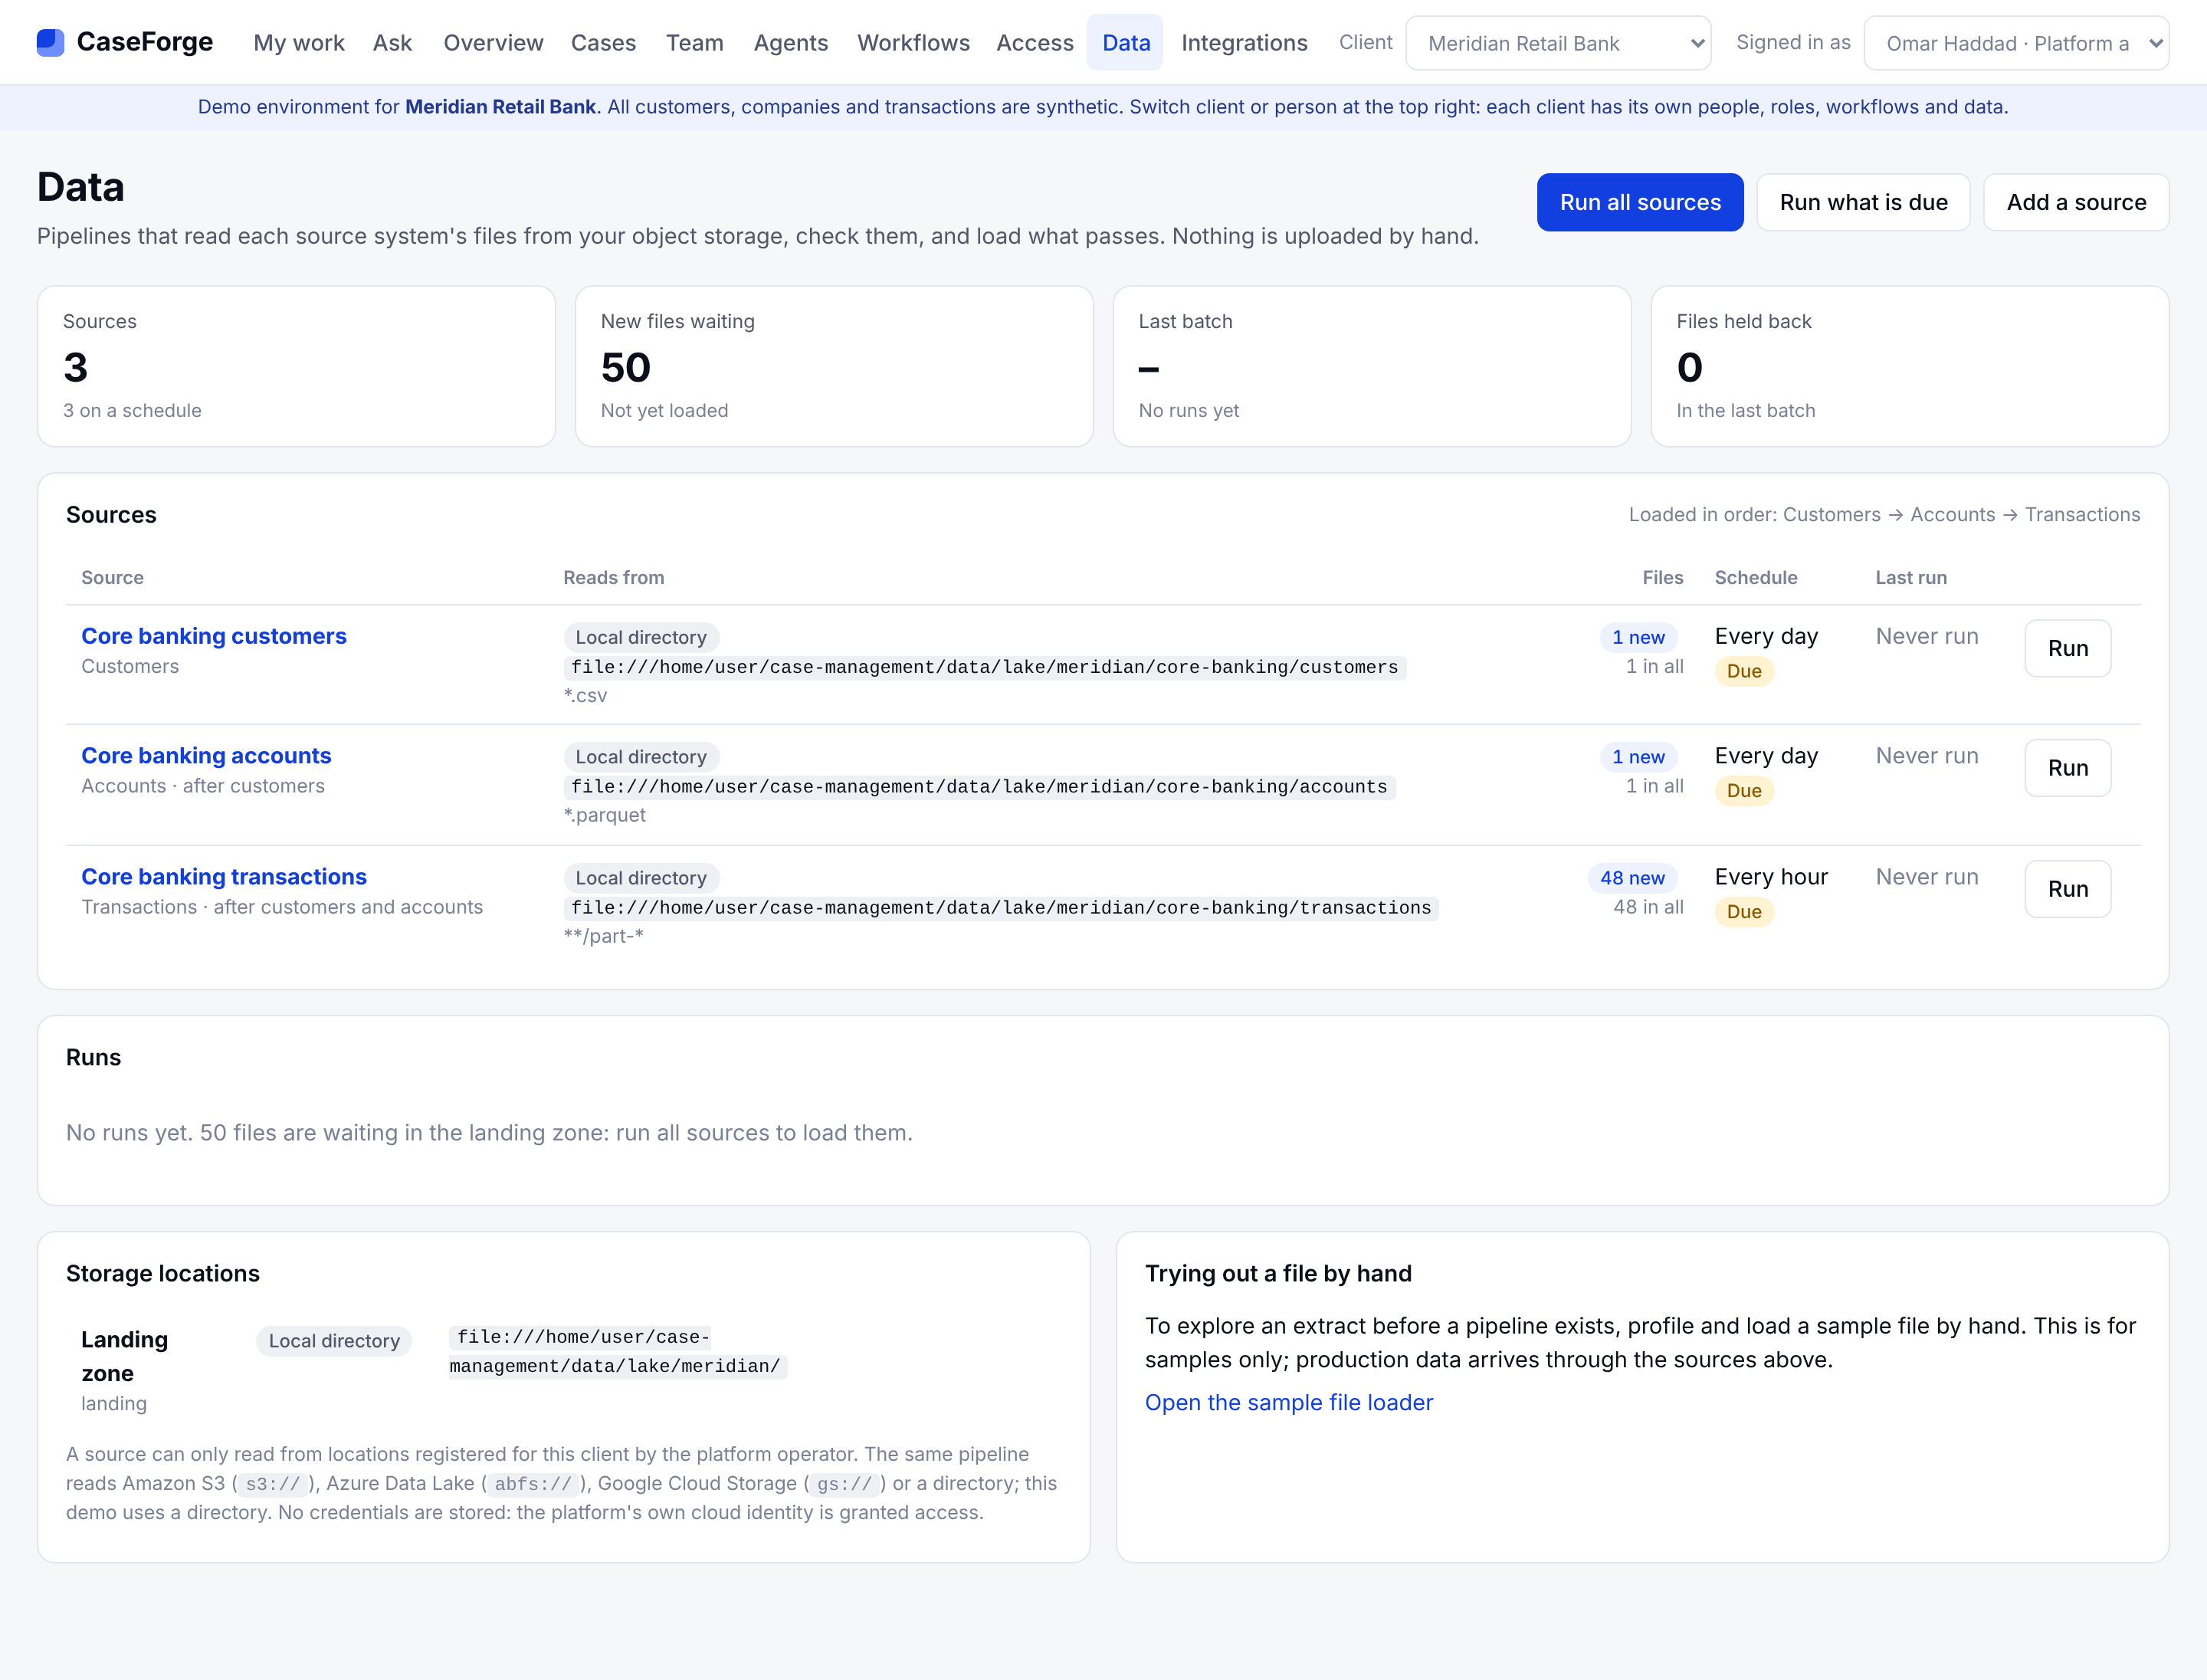 CaseForge
My work
Ask
Overview
Cases
Team
Agents
Workflows
Access
Data
Integrations
Client
Meridian Retail Bank
Signed in as
Omar Haddad · Platform a
Demo environment for Meridian Retail Bank. All customers, companies and transactions are synthetic. Switch client or person at the top right: each client has its own people, roles, workflows and data.
Data
Pipelines that read each source system's files from your object storage, check them, and load what passes. Nothing is uploaded by hand.
Run all sources
Run what is due
Add a source
Sources
3
3 on a schedule
New files waiting
50
Not yet loaded
Last batch
–
No runs yet
Files held back
0
In the last batch
Sources
Loaded in order: Customers → Accounts → Transactions
Source
Reads from
Files
Schedule
Last run
Core banking customers
Customers
Local directory
file:///home/user/case-management/data/lake/meridian/core-banking/customers
*.csv
1 new
1 in all
Every day
Due
Never run
Run
Core banking accounts
Accounts · after customers
Local directory
file:///home/user/case-management/data/lake/meridian/core-banking/accounts
*.parquet
1 new
1 in all
Every day
Due
Never run
Run
Core banking transactions
Transactions · after customers and accounts
Local directory
file:///home/user/case-management/data/lake/meridian/core-banking/transactions
**/part-*
48 new
48 in all
Every hour
Due
Never run
Run
Runs
No runs yet. 50 files are waiting in the landing zone: run all sources to load them.
Storage locations
Landing
zone
landing
Local directory
file:///home/user/case-
management/data/lake/meridian/
A source can only read from locations registered for this client by the platform operator. The same pipeline
reads Amazon S3 (s3://), Azure Data Lake (abfs://), Google Cloud Storage (gs://) or a directory; this
demo uses a directory. No credentials are stored: the platform's own cloud identity is granted access.
Trying out a file by hand
To explore an extract before a pipeline exists, profile and load a sample file by hand. This is for
samples only; production data arrives through the sources above.
Open the sample file loader